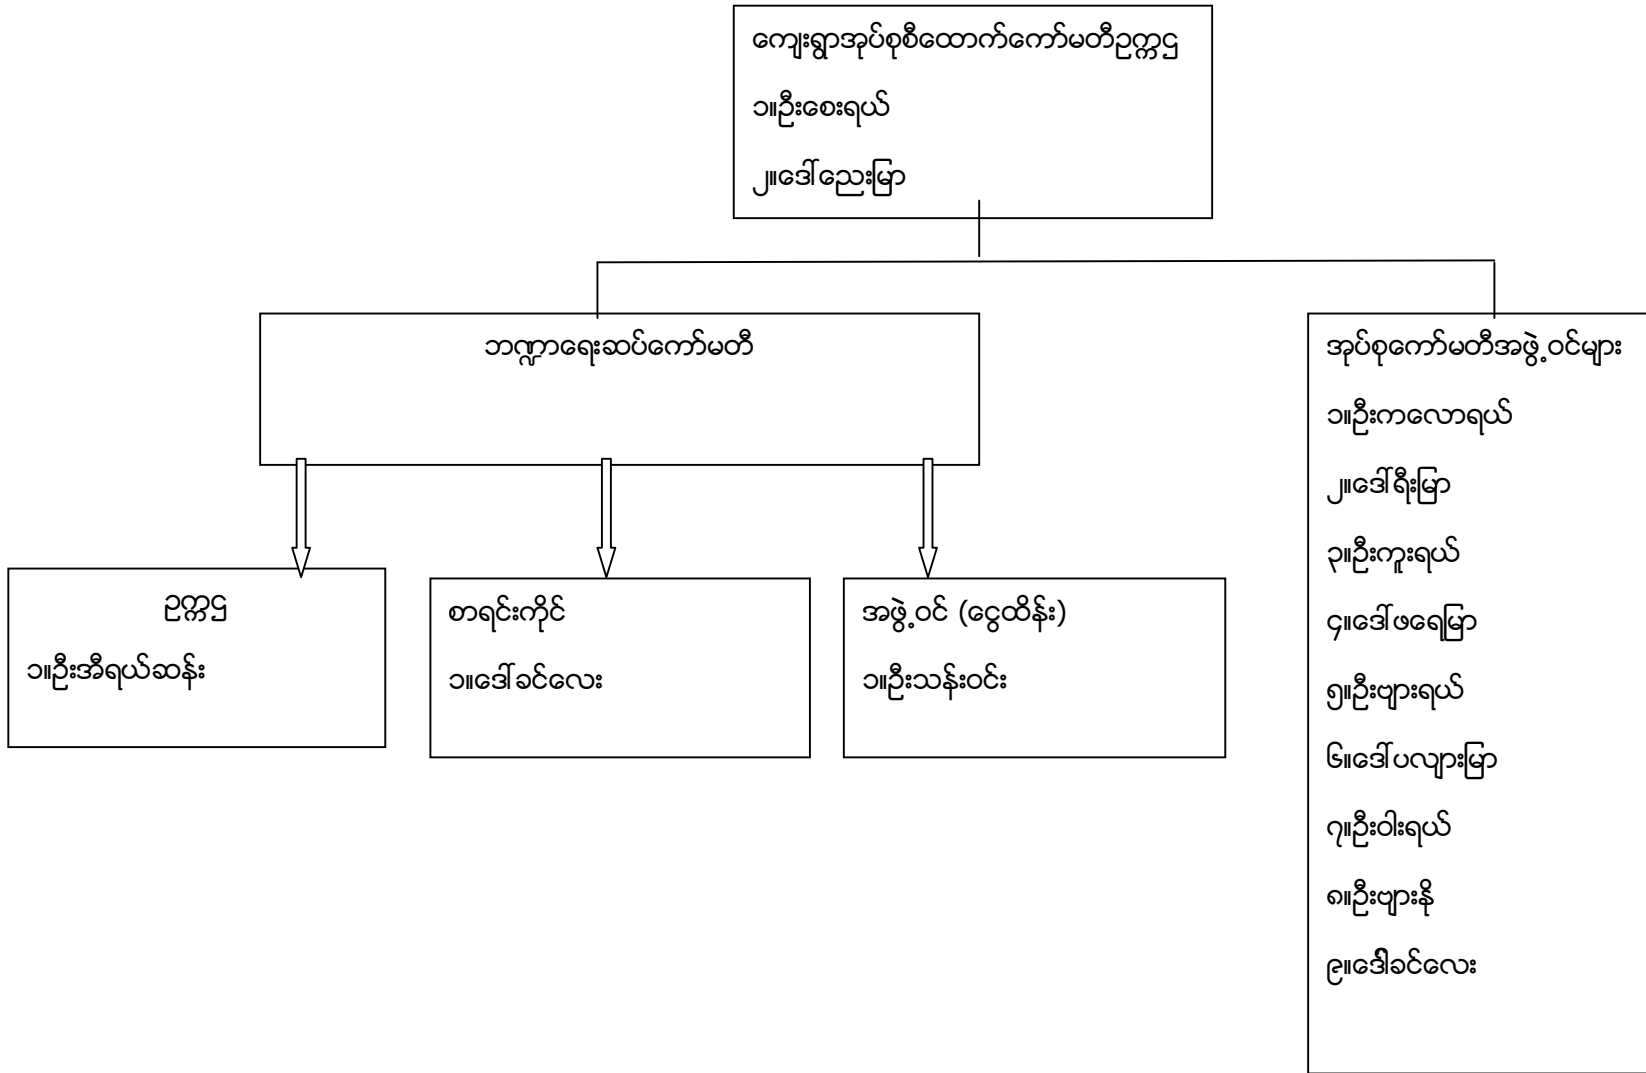 ကျေးရွာအုပ်စုစီထောက်ကော်မတီဥက္ကဌ
၁။ဦးစေးရယ်
၂။ဒေါ်ညေးမြာ
ဘဏ္ဍာရေးဆပ်ကော်မတီ
ဥက္ကဌ
၁။ဦးအီရယ်ဆန်း
စာရင်းကိုင်
၁။ဒေါ်ခင်လေး
အဖွဲ့ဝင် (ငွေထိန်း)
၁။ဦးသန်းဝင်း
အုပ်စုကော်မတီအဖွဲ့ဝင်များ
၁။ဦးကလောရယ်
၂။ဒေါ်ရီးမြာ
၃။ဦးကူးရယ်
၄။ဒေါ်ဖရေမြာ
၅။ဦးဗျားရယ်
၆။ဒေါ်ပလျားမြာ
၇။ဦးဝါးရယ်
၈။ဦးဗျားနို
၉။ဒေါ်ခင်လေး